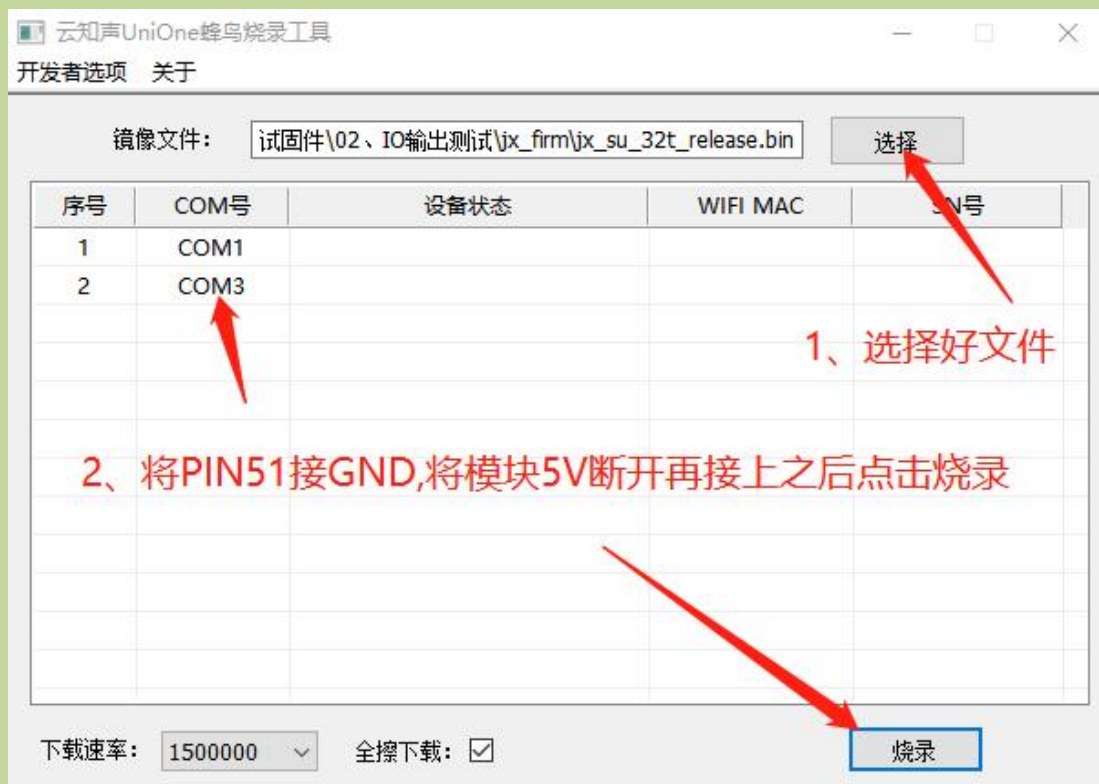 云知声UniOne蜂鸟烧录工具
开发者选项 关于
镜像文件： 试固件\02、IO输出测试\jx_firm\jx_su_32t_release.bin 选择
序号 COM号 设备状态 WIFI MAC SN号
1 COM1
2 COM3
1、选择好文件
2、将PIN51接GND,将模块5V断开再接上之后点击烧录
下载速率： 1500000 全擦下载： 烧录